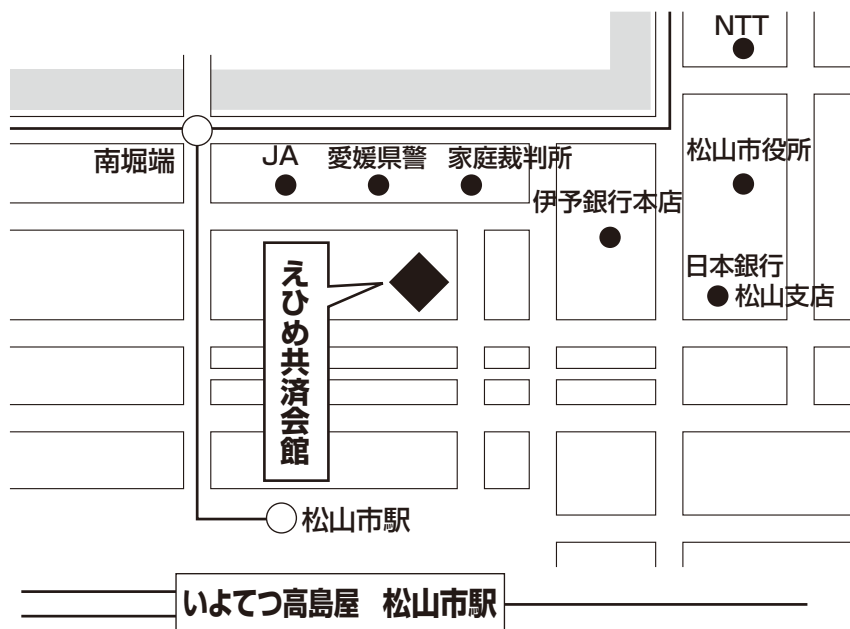 NTT
南堀端
JA
愛媛県警
家庭裁判所
松山市役所
伊予銀行本店
日本銀行
松山支店
えひめ共済会館
松山市駅
いよてつ高島屋 松山市駅